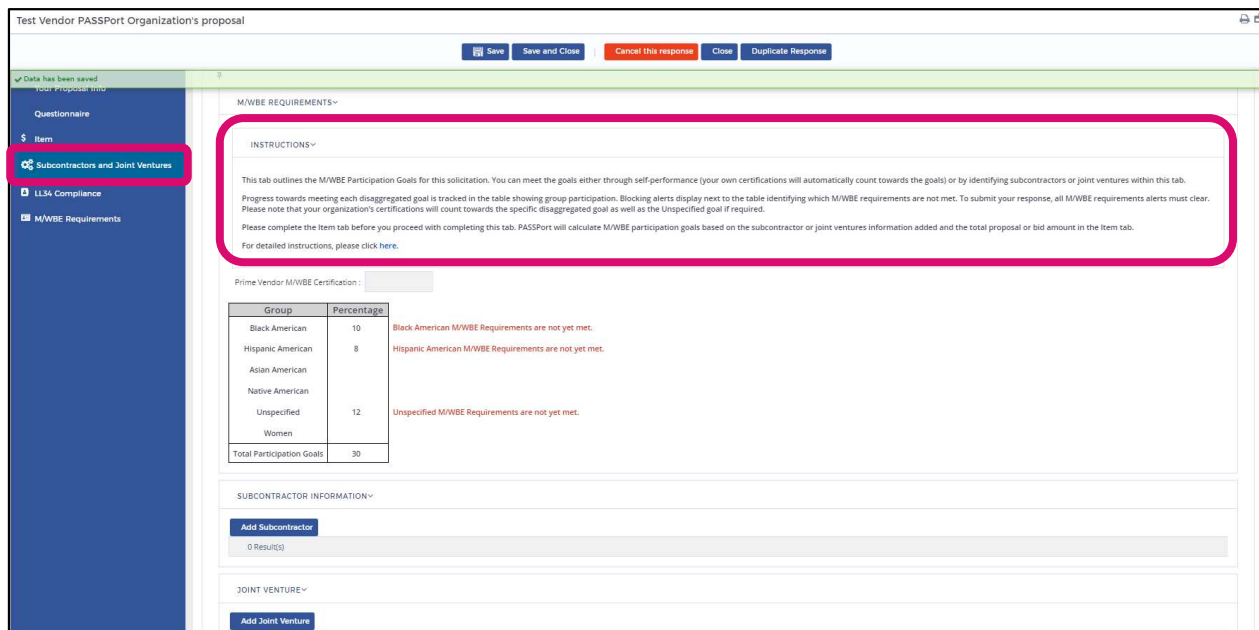 Test Vendor PASSPort Organization's proposal
Save
Save and Close
Cancel this response
Close
Duplicate Response
Data has been saved
Your Proposal Info
Questionnaire
$ Item
Subcontractors and Joint Ventures
LL34 Compliance
M/WBE Requirements
M/WBE REQUIREMENTS
INSTRUCTIONS
This tab outlines the M/WBE Participation Goals for this solicitation. You can meet the goals either through self-performance (your own certifications will automatically count towards the goals) or by identifying subcontractors or joint ventures within this tab.
Progress towards meeting each disaggregated goal is tracked in the table showing group participation. Blocking alerts display next to the table identifying which M/WBE requirements are not met. To submit your response, all M/WBE requirements alerts must clear.
Please note that your organization's certifications will count towards the specific disaggregated goal as well as the Unspecified goal if required.
Please complete the Item tab before you proceed with completing this tab. PASSPort will calculate M/WBE participation goals based on the subcontractor or joint ventures information added and the total proposal or bid amount in the Item tab.
For detailed instructions, please click here.
Prime Vendor M/WBE Certification :
Group Percentage
Black American 10 Black American M/WBE Requirements are not yet met.
Hispanic American 8 Hispanic American M/WBE Requirements are not yet met.
Asian American
Native American
Unspecified 12 Unspecified M/WBE Requirements are not yet met.
Women
Total Participation Goals 30
SUBCONTRACTOR INFORMATION
Add Subcontractor
0 Result(s)
JOINT VENTURE
Add Joint Venture